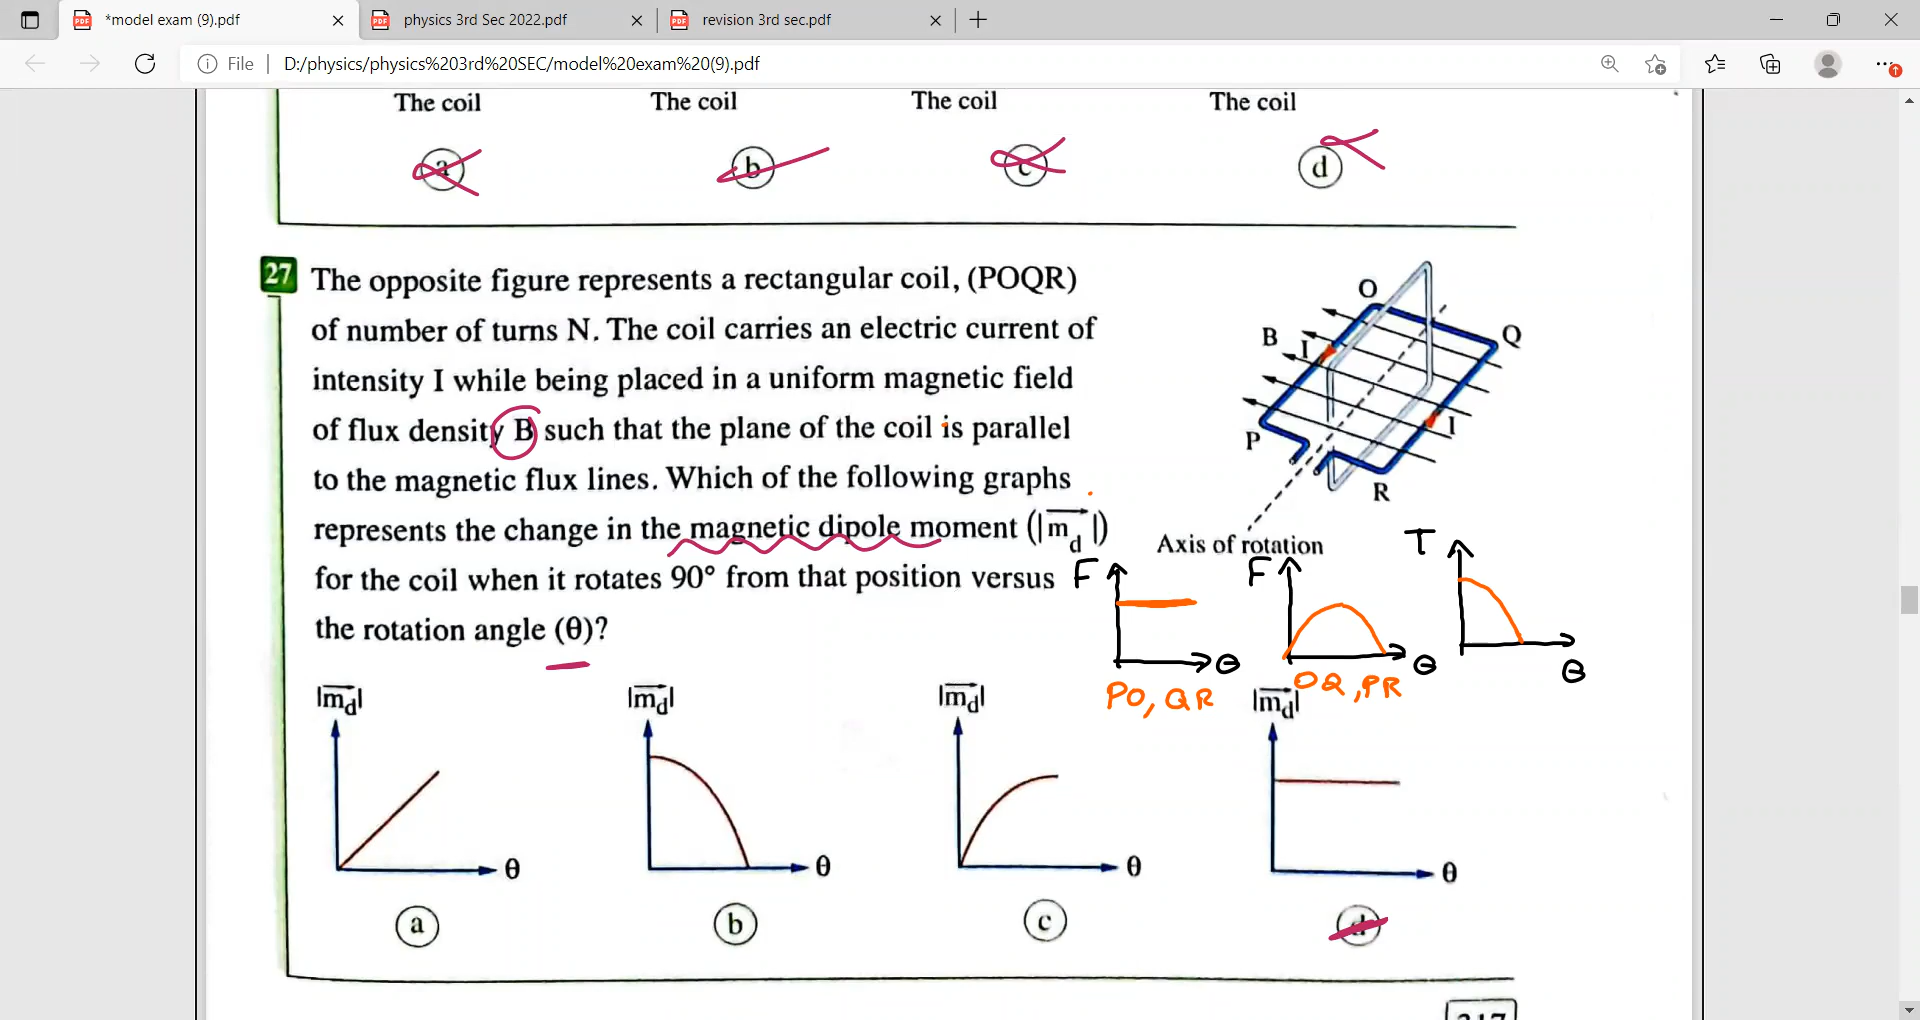 *model exam (9).pdf
physics 3rd Sec 2022.pdf
revision 3rd sec.pdf
File
D:/physics/physics%203rd%20SEC/model%20exam%20(9).pdf
The coil The coil The coil The coil
a b c d
27 The opposite figure represents a rectangular coil, (POQR)
of number of turns N. The coil carries an electric current of
intensity I while being placed in a uniform magnetic field
of flux density B such that the plane of the coil is parallel
to the magnetic flux lines. Which of the following graphs
represents the change in the magnetic dipole moment (|m⃗d|)
for the coil when it rotates 90° from that position versus
the rotation angle (θ)?
O
Q
B
I
I
P
R
Axis of rotation
F
θ
PO, QR
F
θ
OQ, PR
T
θ
|m⃗d| |m⃗d| |m⃗d| |m⃗d|
θ θ θ θ
a b c d